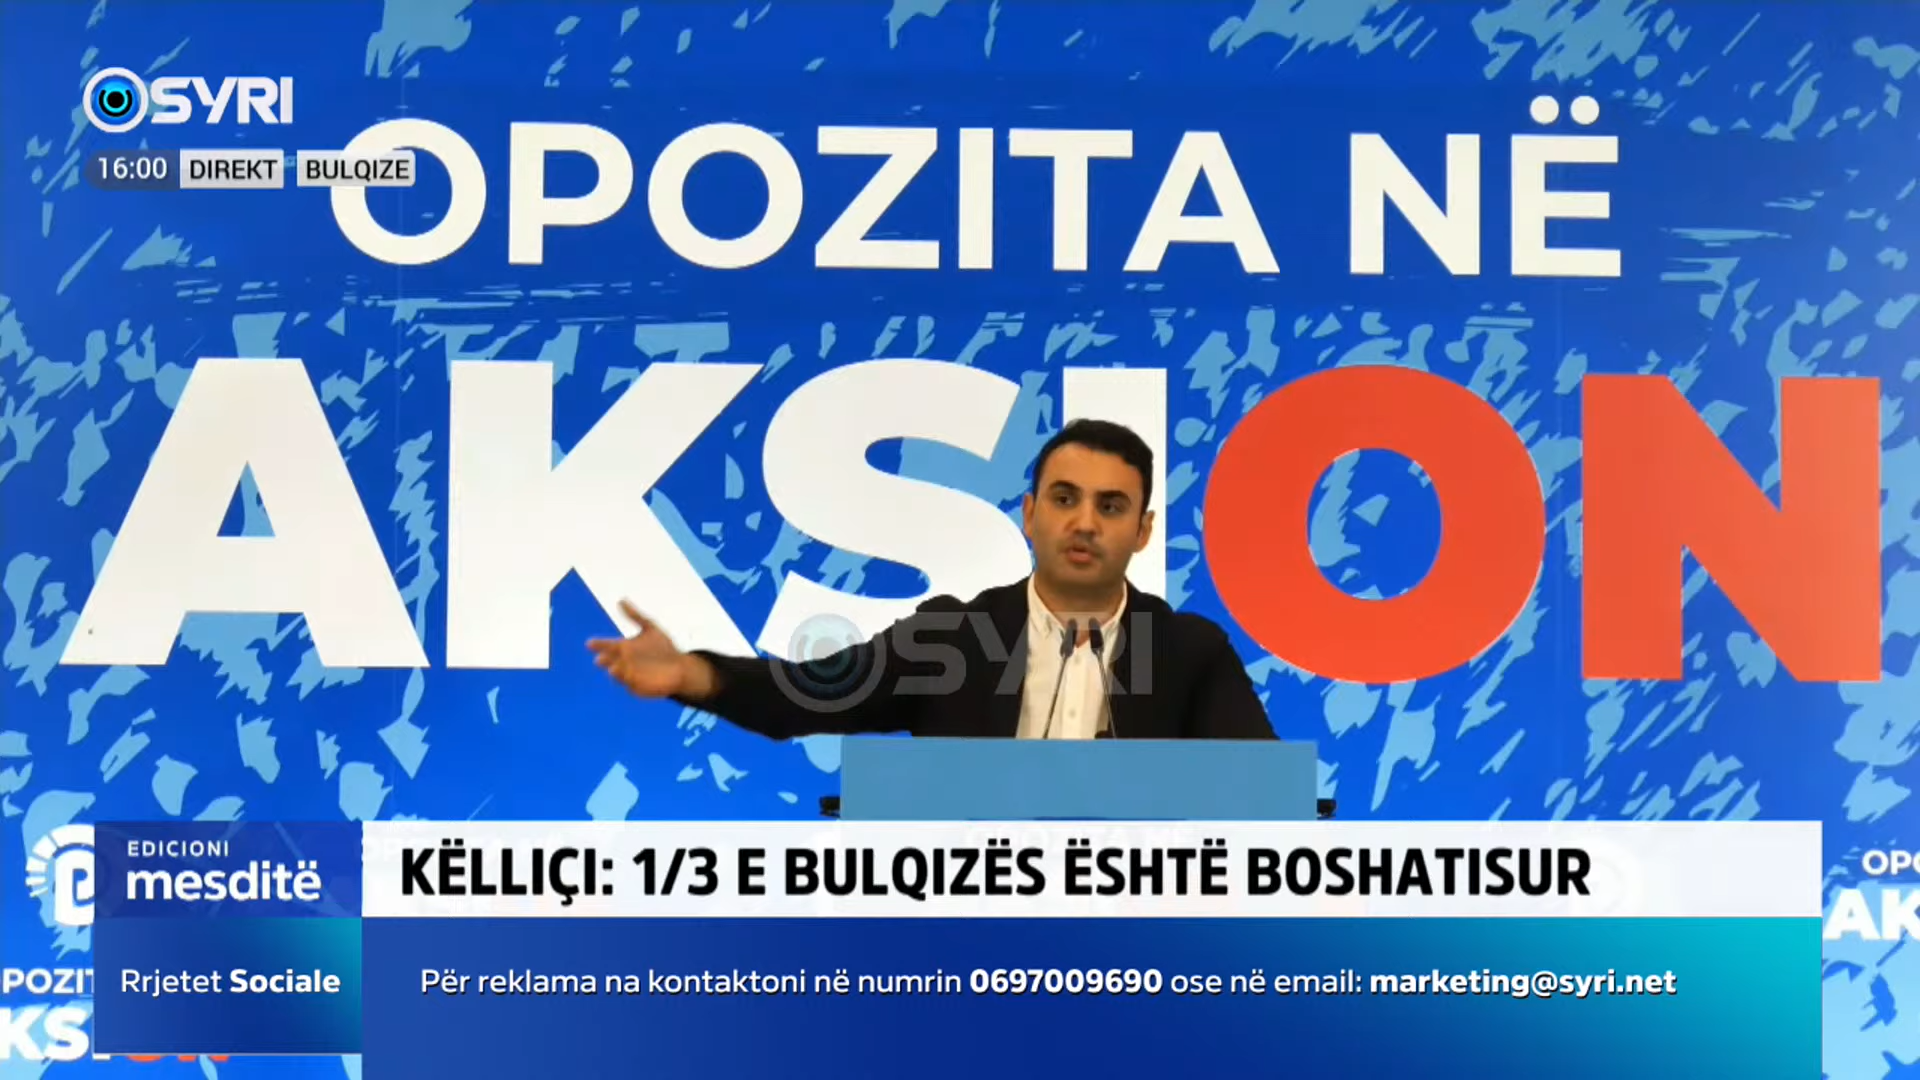 SYRI
16:00 DIREKT BULQIZE
OPOZITA NË
AKSION
SYRI
EDICIONI
mesditë
KËLLIÇI: 1/3 E BULQIZËS ËSHTË BOSHATISUR
Rrjetet Sociale
Për reklama na kontaktoni në numrin 0697009690 ose në email: marketing@syri.net